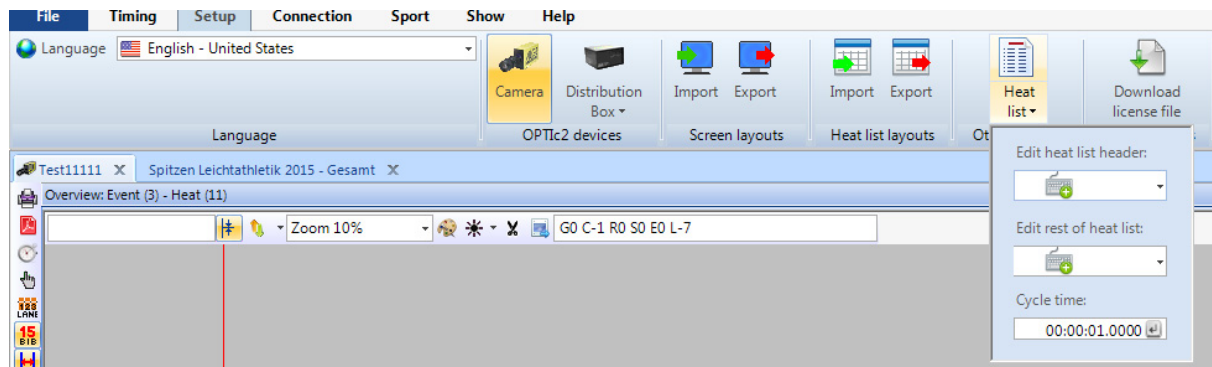 File Timing Setup Connection Sport Show Help
Language English - United States
Camera Distribution Box Import Export Import Export Heat list Download license file
Language OPTIc2 devices Screen layouts Heat list layouts Ot
Test11111 X Spitzen Leichtathletik 2015 - Gesamt X
Edit heat list header:
Overview: Event (3) - Heat (11)
Zoom 10% G0 C-1 R0 S0 E0 L-7
Edit rest of heat list:
123
LANE
Cycle time:
15
BIB
00:00:01.0000